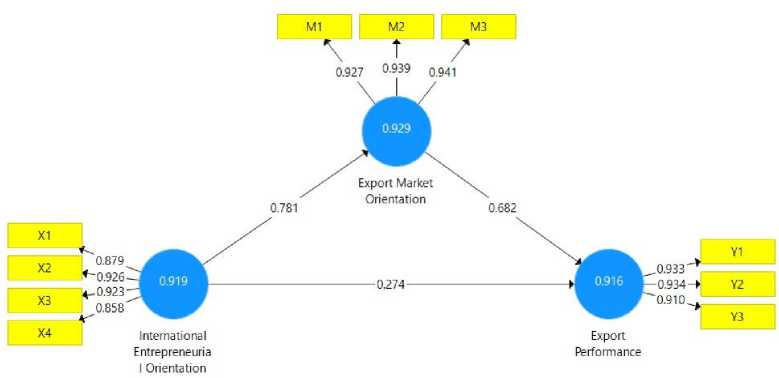 M1 M2 M3
0.927 0.939 0.941
0.929
Export Market
Orientation
0.781 0.682
X1
X2
X3
X4
0.879
0.926
0.923
0.858
0.919
International
Entrepreneuria
l Orientation
0.274
0.916
Export
Performance
0.933
0.934
0.910
Y1
Y2
Y3